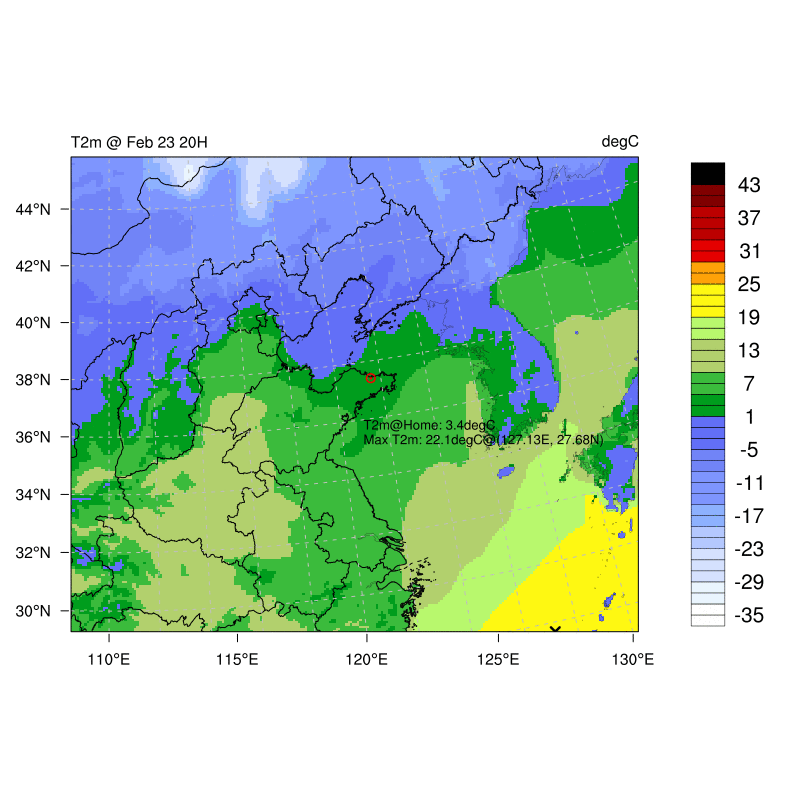 T2m @ Feb 23 20H
degC
44°N
42°N
40°N
38°N
36°N
34°N
32°N
30°N
110°E
115°E
120°E
125°E
130°E
T2m@Home: 3.4degC
Max T2m: 22.1degC@(127.13E, 27.68N)
43
37
31
25
19
13
7
1
-5
-11
-17
-23
-29
-35